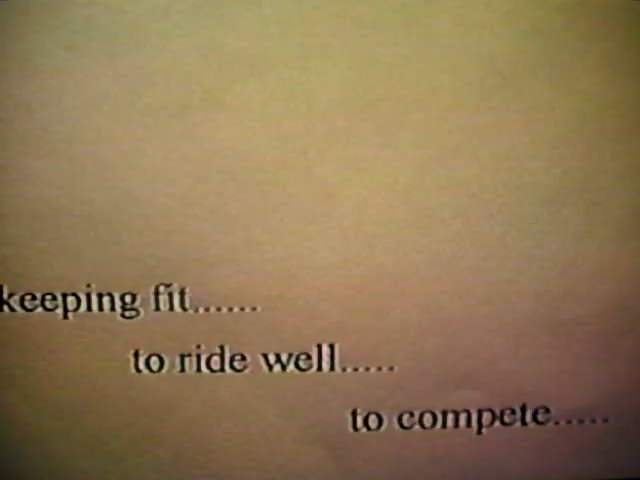 keeping fit......
to ride well.....
to compete.....